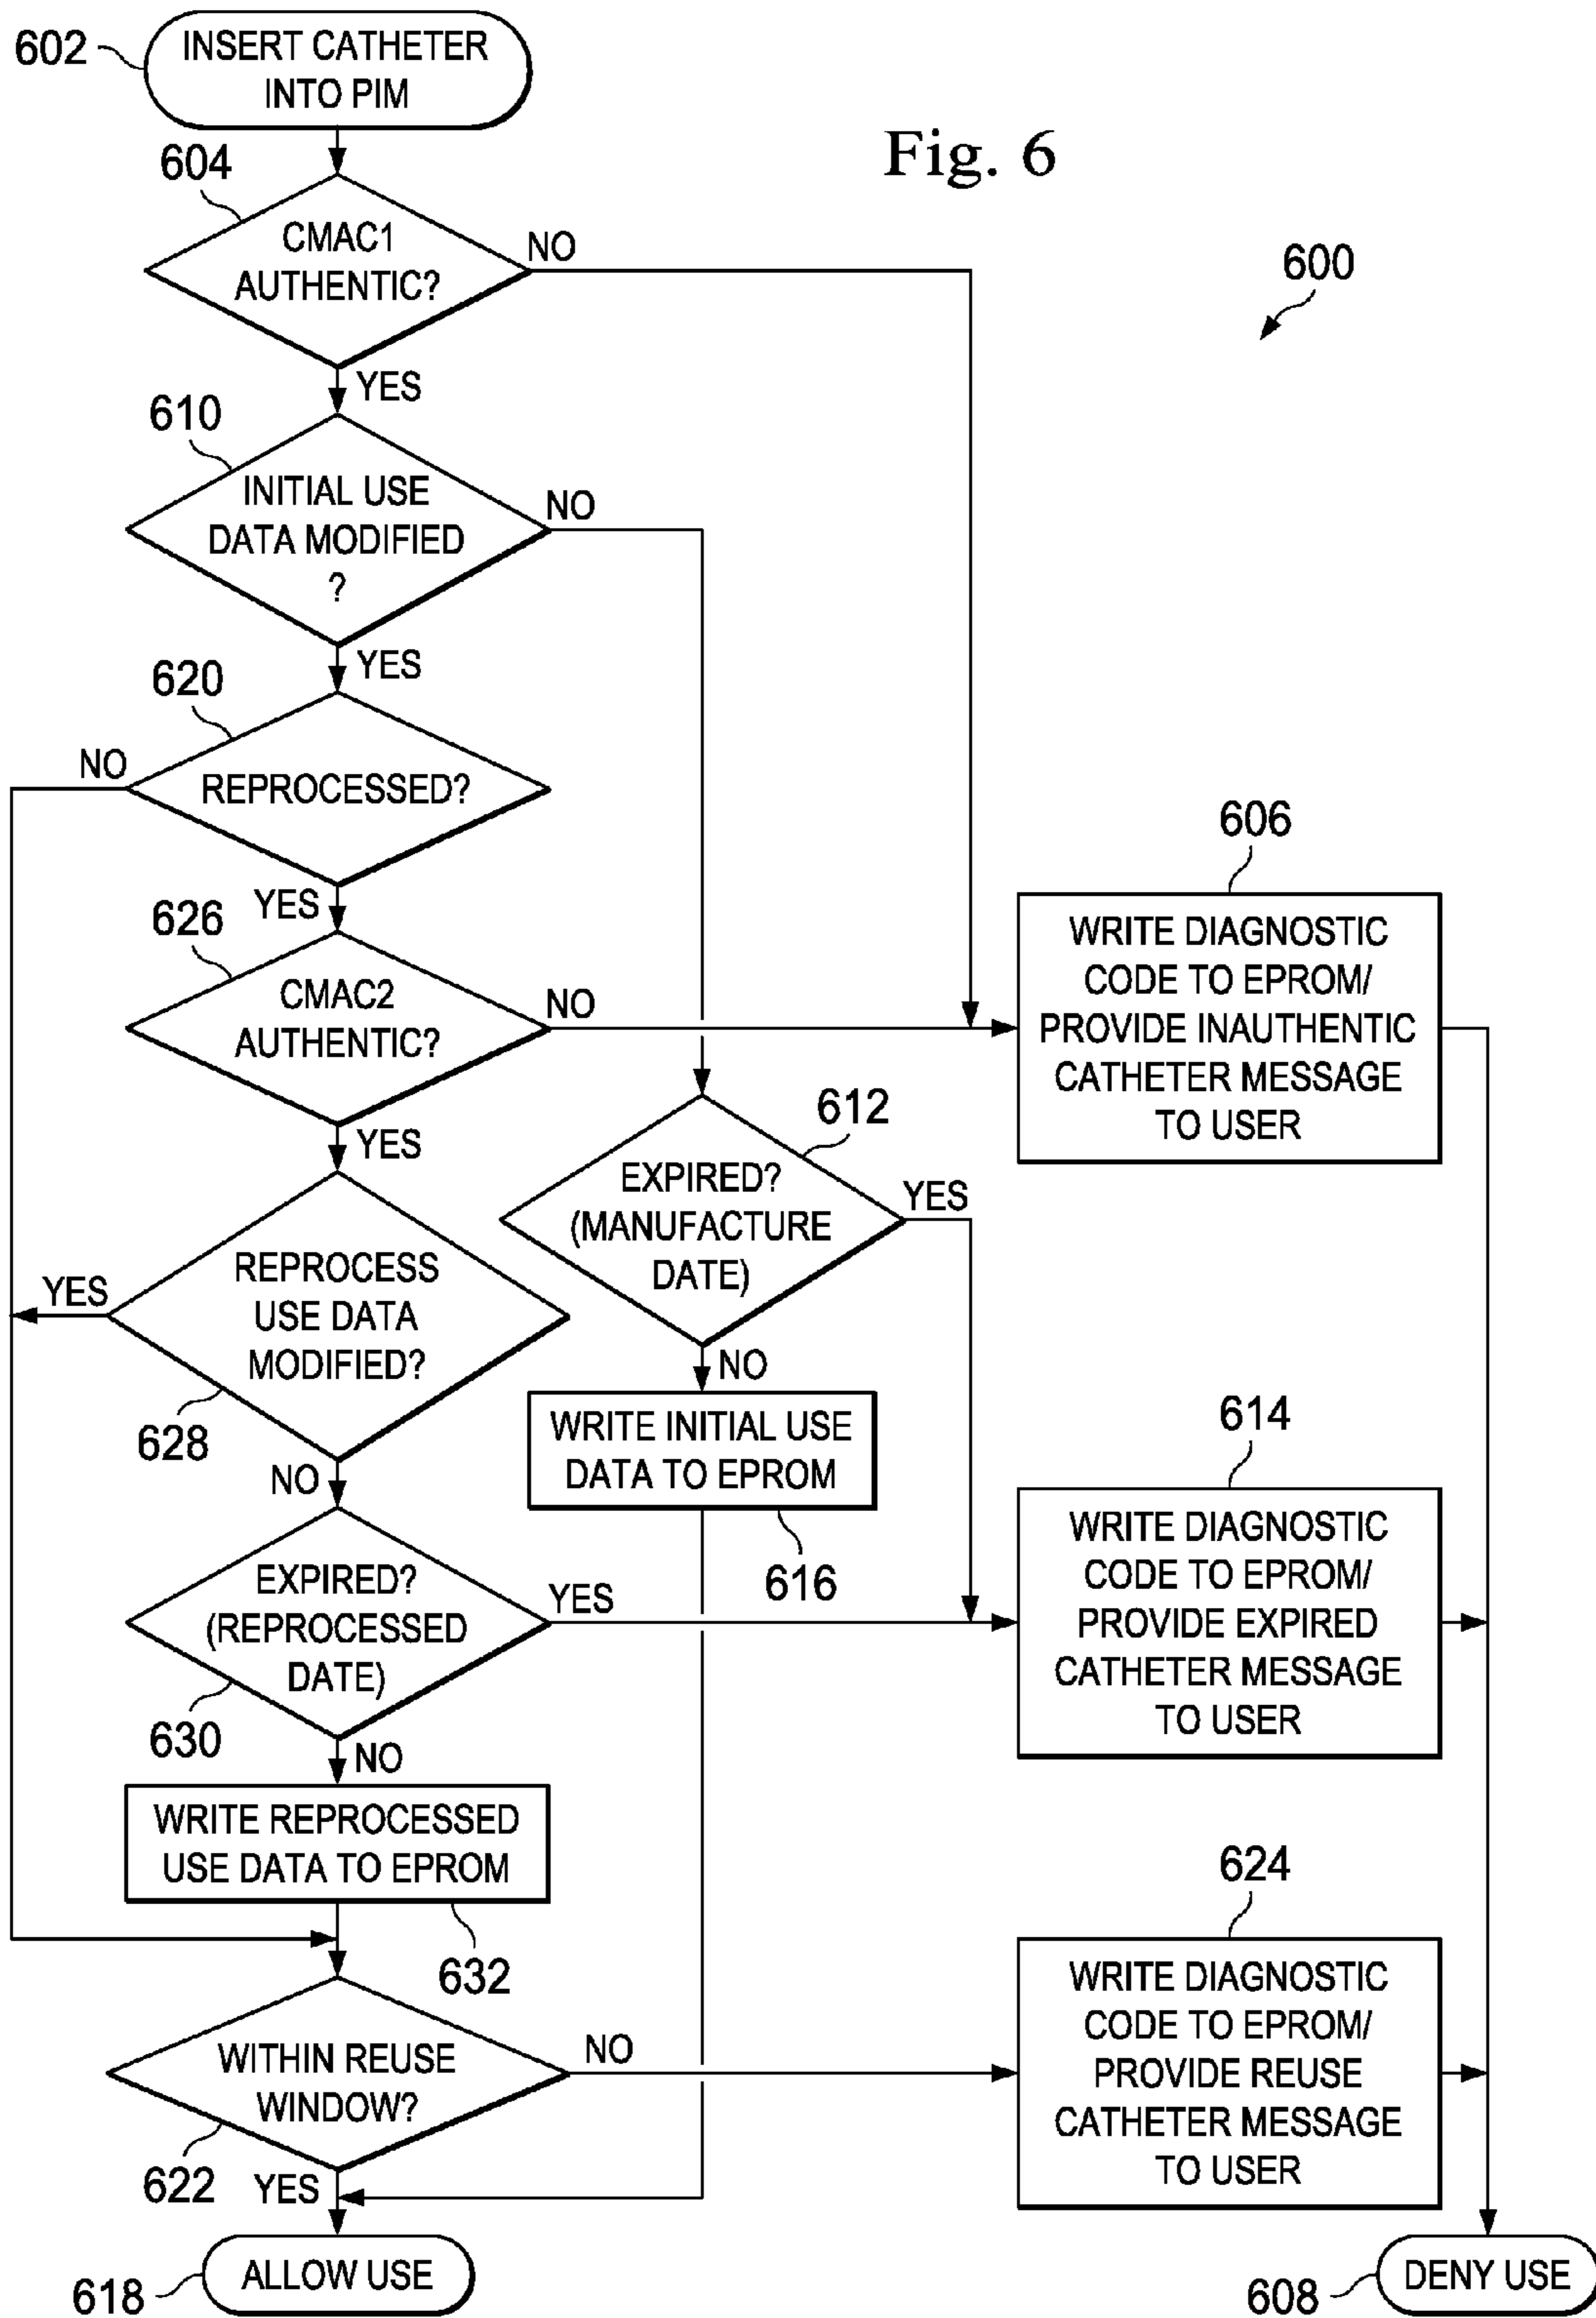 602
INSERT CATHETER
INTO PIM
Fig. 6
600
604
CMAC1
AUTHENTIC?
NO
YES
610
INITIAL USE
DATA MODIFIED
?
NO
YES
620
REPROCESSED?
NO
YES
626
CMAC2
AUTHENTIC?
NO
YES
606
WRITE DIAGNOSTIC
CODE TO EPROM/
PROVIDE INAUTHENTIC
CATHETER MESSAGE
TO USER
612
EXPIRED?
(MANUFACTURE
DATE)
YES
NO
REPROCESS
USE DATA
MODIFIED?
YES
628
NO
WRITE INITIAL USE
DATA TO EPROM
616
614
WRITE DIAGNOSTIC
CODE TO EPROM/
PROVIDE EXPIRED
CATHETER MESSAGE
TO USER
EXPIRED?
(REPROCESSED
DATE)
YES
630
NO
WRITE REPROCESSED
USE DATA TO EPROM
632
624
WRITE DIAGNOSTIC
CODE TO EPROM/
PROVIDE REUSE
CATHETER MESSAGE
TO USER
WITHIN REUSE
WINDOW?
NO
622
YES
618
ALLOW USE
608
DENY USE